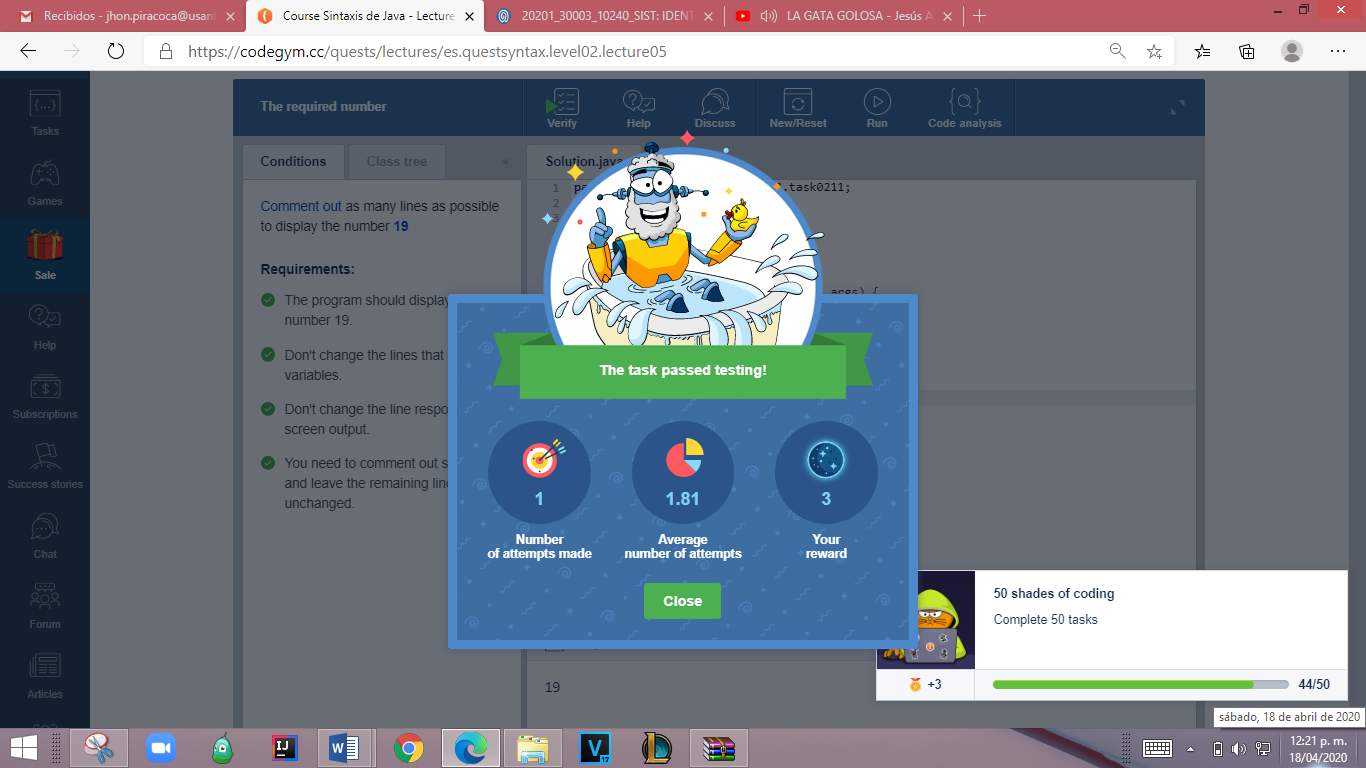 Recibidos - jhon.piracoca@usant
Course Sintaxis de Java - Lecture
20201_30003_10240_SIST: IDENT
LA GATA GOLOSA - Jesús A
https://codegym.cc/quests/lectures/es.questsyntax.level02.lecture05
Tasks
Games
Sale
Help
Subscriptions
Success stories
Chat
Forum
Articles
The required number
Verify
Help
Discuss
New/Reset
Run
Code analysis
Conditions
Class tree
Comment out as many lines as possible
to display the number 19
Requirements:
The program should display
number 19.
Don't change the lines that
variables.
Don't change the line respo
screen output.
You need to comment out s
and leave the remaining line
unchanged.
Solution.java
1
2
3
.task0211;
args) {
The task passed testing!
1
Number
of attempts made
1.81
Average
number of attempts
3
Your
reward
Close
19
50 shades of coding
Complete 50 tasks
+3
44/50
sábado, 18 de abril de 2020
12:21 p. m.
18/04/2020